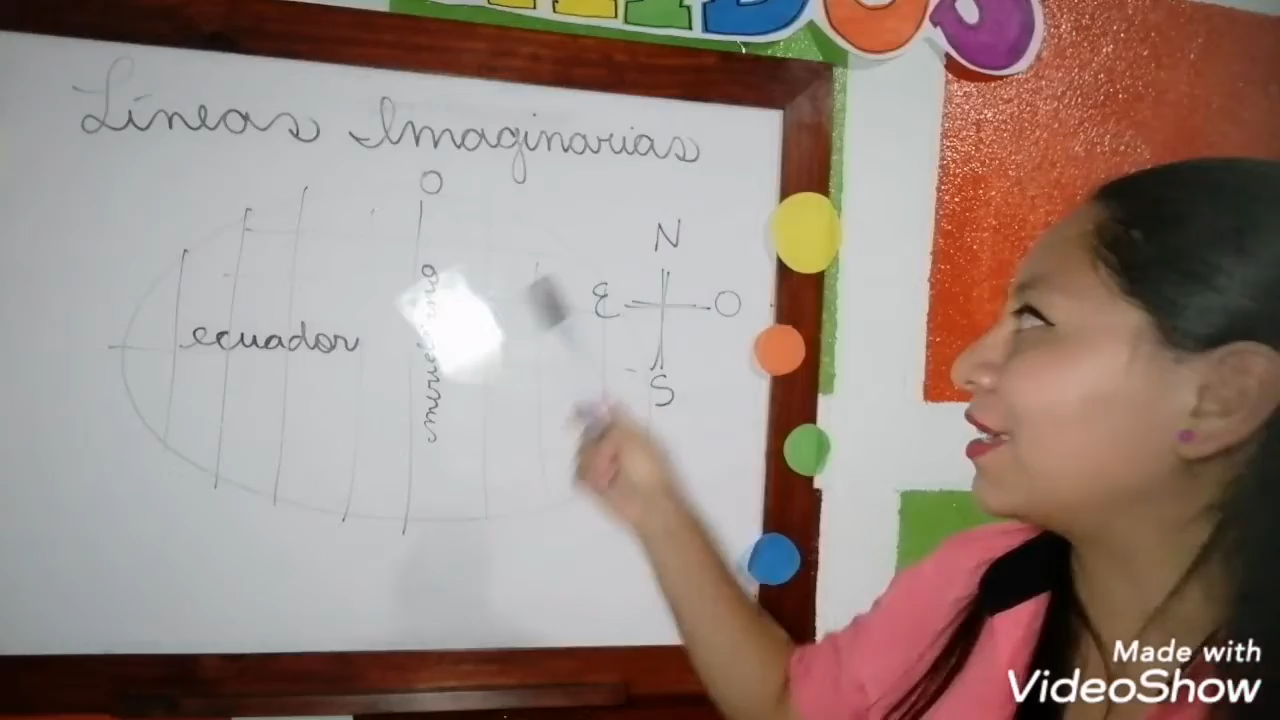 Líneas Imaginarias
O
N
E O
ecuador
S
Made with
VideoShow